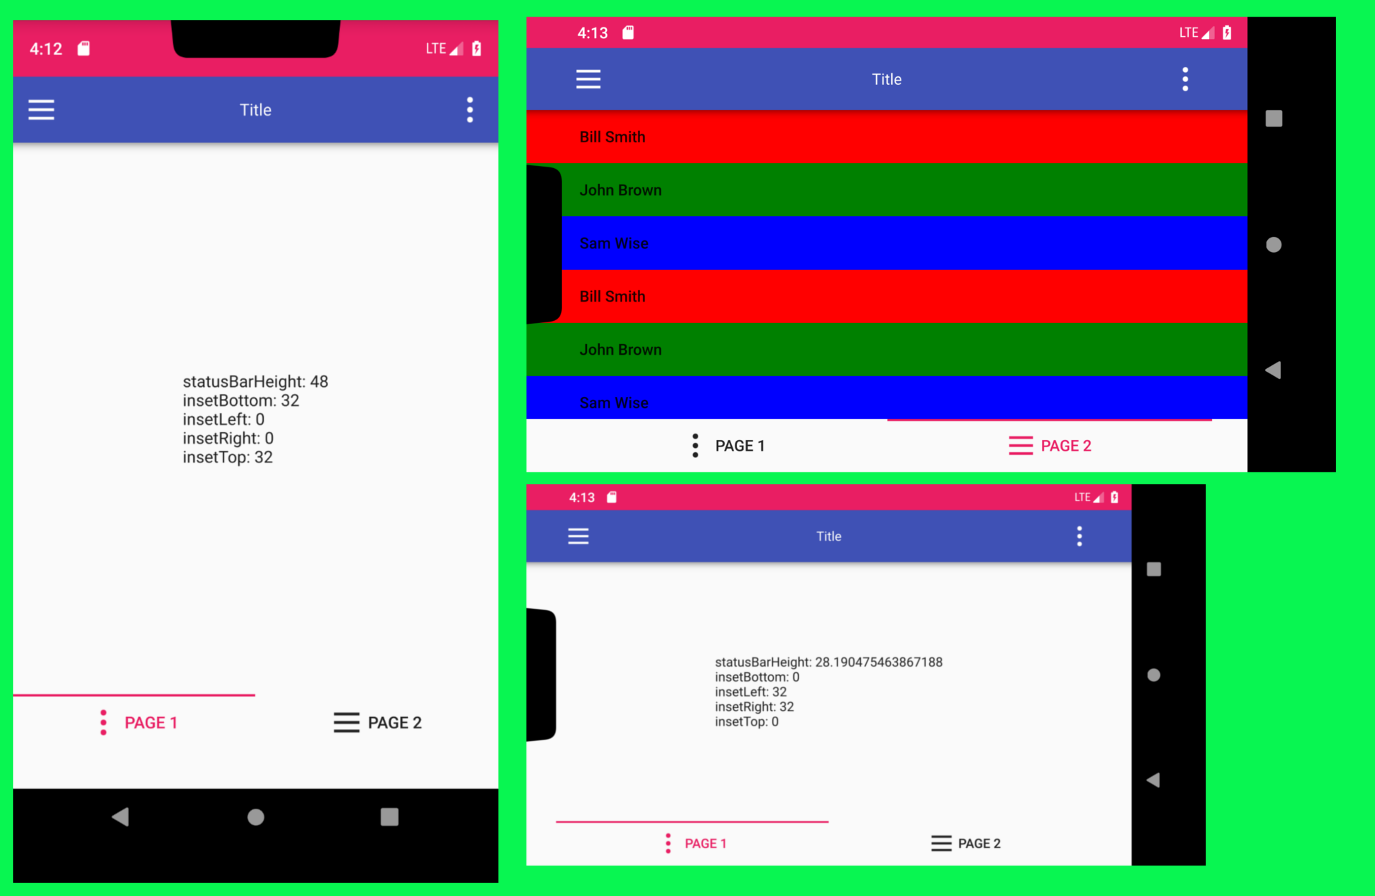 4:12 LTE
Title
statusBarHeight: 48
insetBottom: 32
insetLeft: 0
insetRight: 0
insetTop: 32
PAGE 1 PAGE 2
4:13 LTE
Title
Bill Smith
John Brown
Sam Wise
Bill Smith
John Brown
Sam Wise
PAGE 1 PAGE 2
4:13 LTE
Title
statusBarHeight: 28.190475463867188
insetBottom: 0
insetLeft: 32
insetRight: 32
insetTop: 0
PAGE 1 PAGE 2